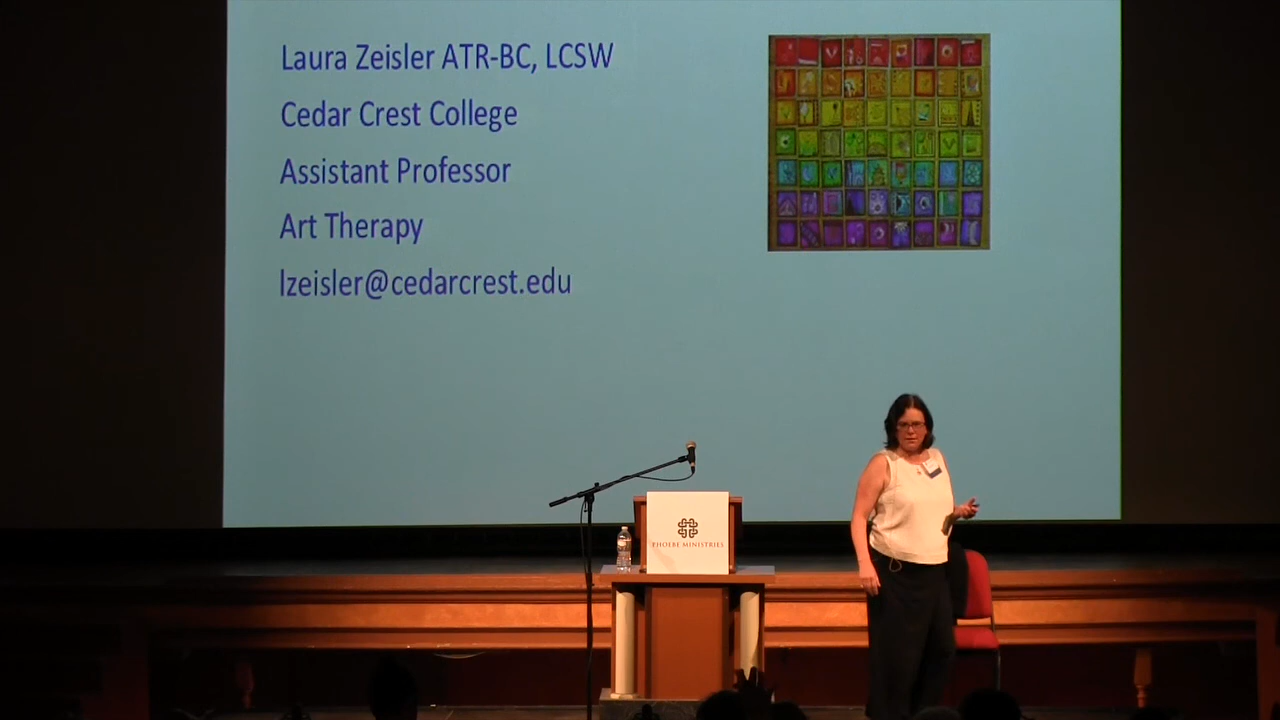 Laura Zeisler ATR-BC, LCSW
Cedar Crest College
Assistant Professor
Art Therapy
lzeisler@cedarcrest.edu
PHOEBE MINISTRIES